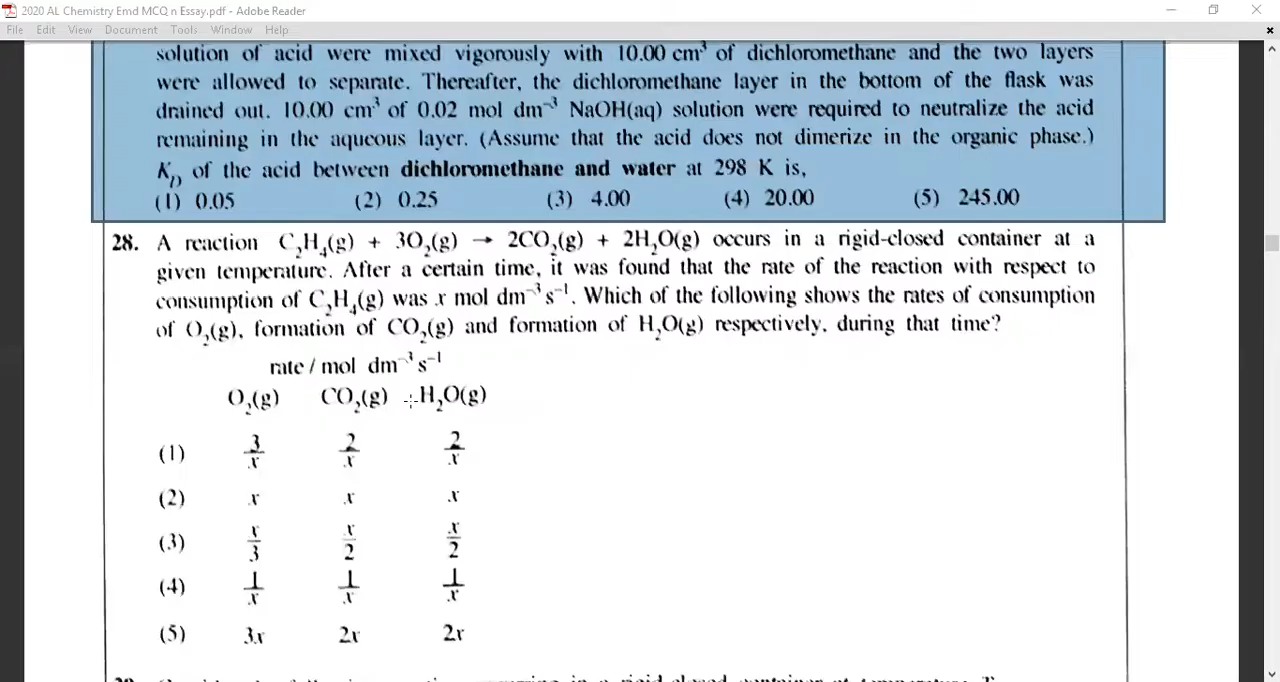 2020 AL Chemistry Emd MCQ n Essay.pdf - Adobe Reader
File Edit View Document Tools Window Help
solution of acid were mixed vigorously with 10.00 cm³ of dichloromethane and the two layers
were allowed to separate. Thereafter, the dichloromethane layer in the bottom of the flask was
drained out. 10.00 cm³ of 0.02 mol dm⁻³ NaOH(aq) solution were required to neutralize the acid
remaining in the aqueous layer. (Assume that the acid does not dimerize in the organic phase.)
K_D of the acid between dichloromethane and water at 298 K is,
(1) 0.05 (2) 0.25 (3) 4.00 (4) 20.00 (5) 245.00
28. A reaction C₂H₄(g) + 3O₂(g) → 2CO₂(g) + 2H₂O(g) occurs in a rigid-closed container at a
given temperature. After a certain time, it was found that the rate of the reaction with respect to
consumption of C₂H₄(g) was x mol dm⁻³ s⁻¹. Which of the following shows the rates of consumption
of O₂(g), formation of CO₂(g) and formation of H₂O(g) respectively, during that time?
rate / mol dm⁻³ s⁻¹
O₂(g) CO₂(g) H₂O(g)
(1) 3/x 2/x 2/x
(2) x x x
(3) x/3 x/2 x/2
(4) 1/x 1/x 1/x
(5) 3x 2x 2x